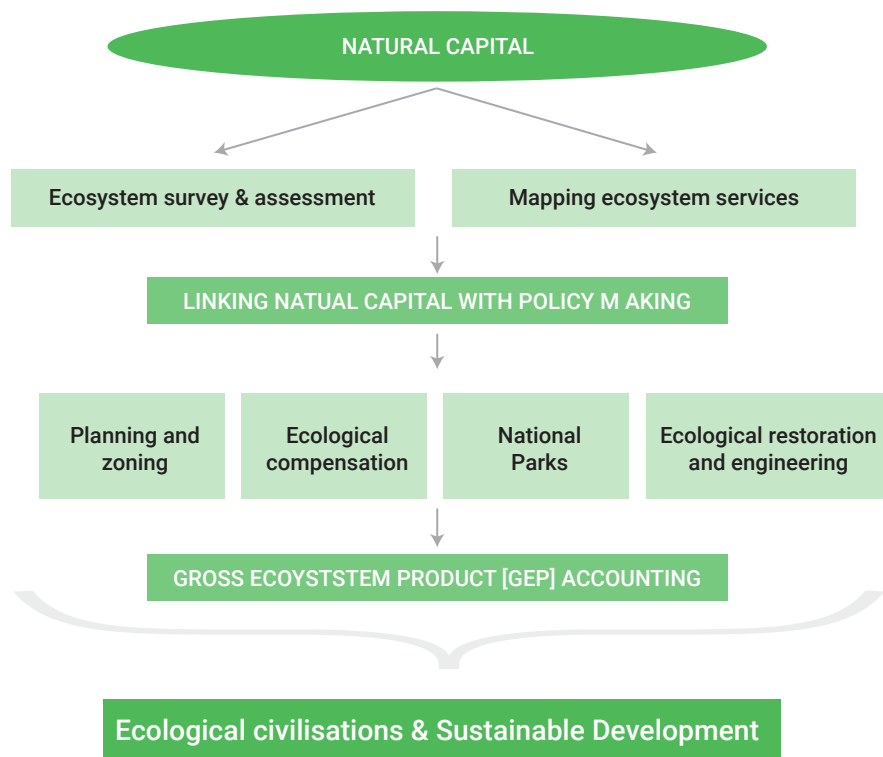 NATURAL CAPITAL
Ecosystem survey & assessment
Mapping ecosystem services
LINKING NATUAL CAPITAL WITH POLICY M AKING
Planning and
zoning
Ecological
compensation
National
Parks
Ecological restoration
and engineering
GROSS ECOYSTSTEM PRODUCT [GEP] ACCOUNTING
Ecological civilisations & Sustainable Development